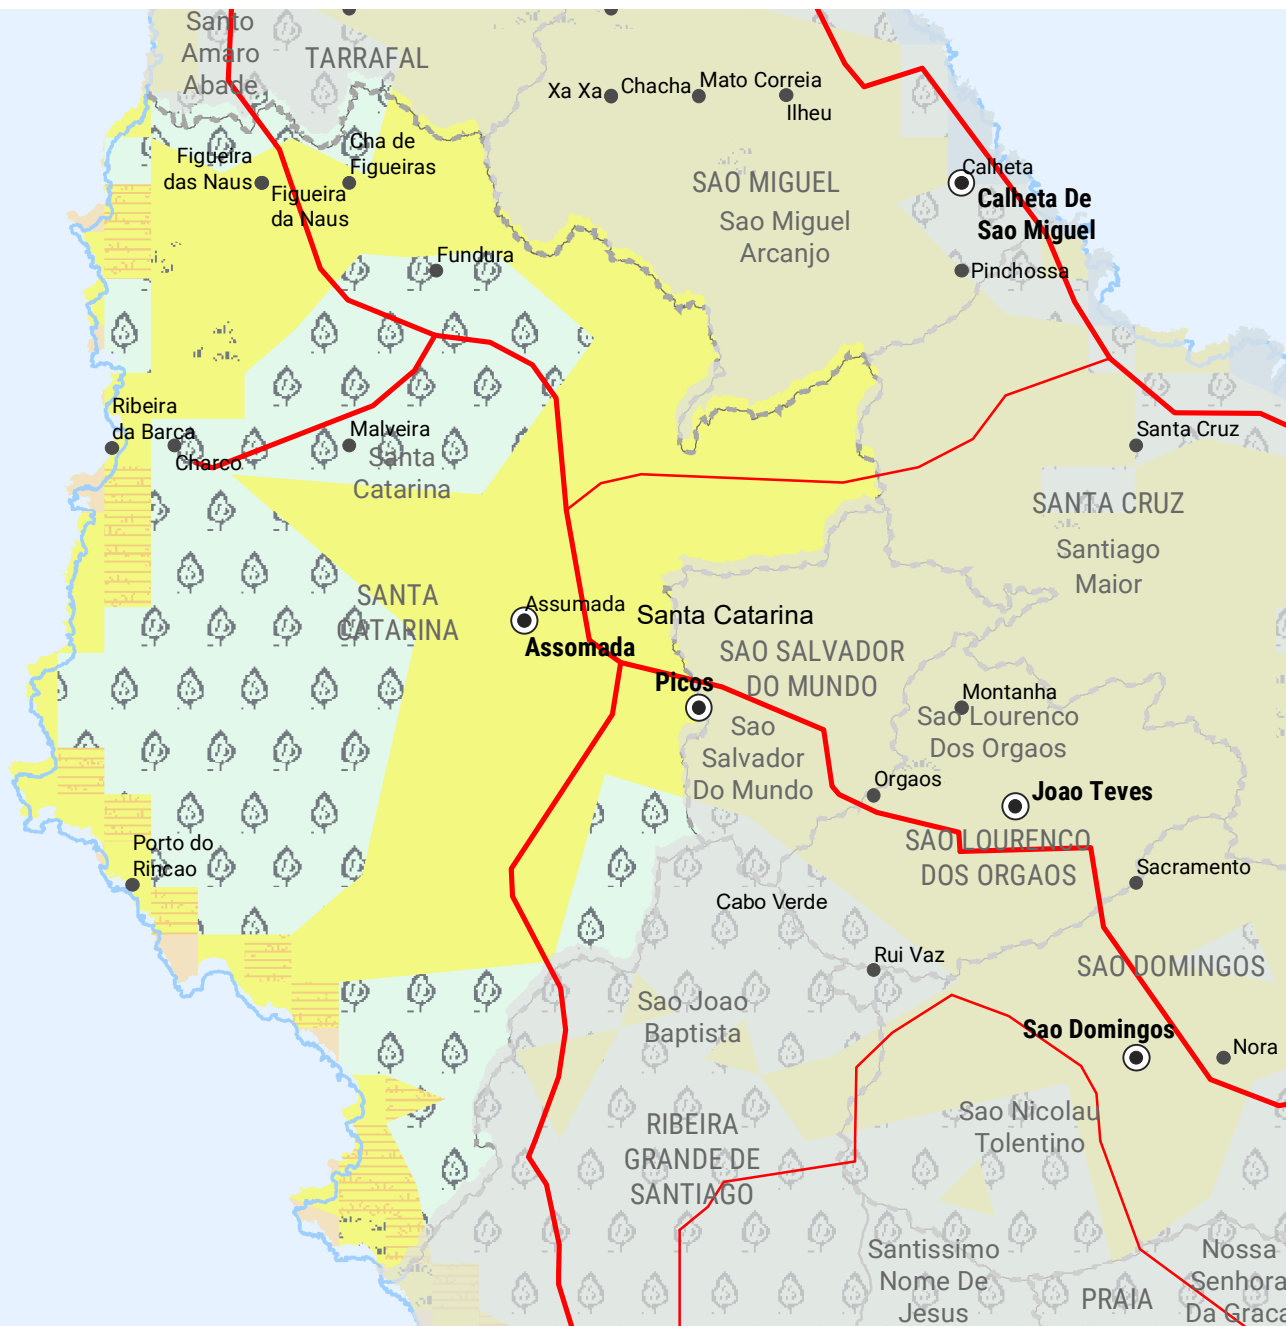 Santo
Amaro
Abade
TARRAFAL
Xa Xa
Chacha
Mato Correia
Ilheu
Figueira
das Naus
Cha de
Figueiras
Figueira
da Naus
SAO MIGUEL
Sao Miguel
Arcanjo
Calheta
Calheta De
Sao Miguel
Pinchossa
Fundura
Ribeira
da Barca
Charco
Malveira
Santa
Catarina
Santa Cruz
SANTA CRUZ
Santiago
Maior
SANTA
CATARINA
Assumada
Assomada
Santa Catarina
SAO SALVADOR
DO MUNDO
Picos
Sao
Salvador
Do Mundo
Montanha
Sao Lourenco
Dos Orgaos
Orgaos
Joao Teves
SAO LOURENCO
DOS ORGAOS
Porto do
Rincao
Sacramento
Cabo Verde
Rui Vaz
SAO DOMINGOS
Sao Joao
Baptista
Sao Domingos
Nora
RIBEIRA
GRANDE DE
SANTIAGO
Sao Nicolau
Tolentino
Santissimo
Nome De
Jesus
PRAIA
Nossa
Senhora
Da Graca